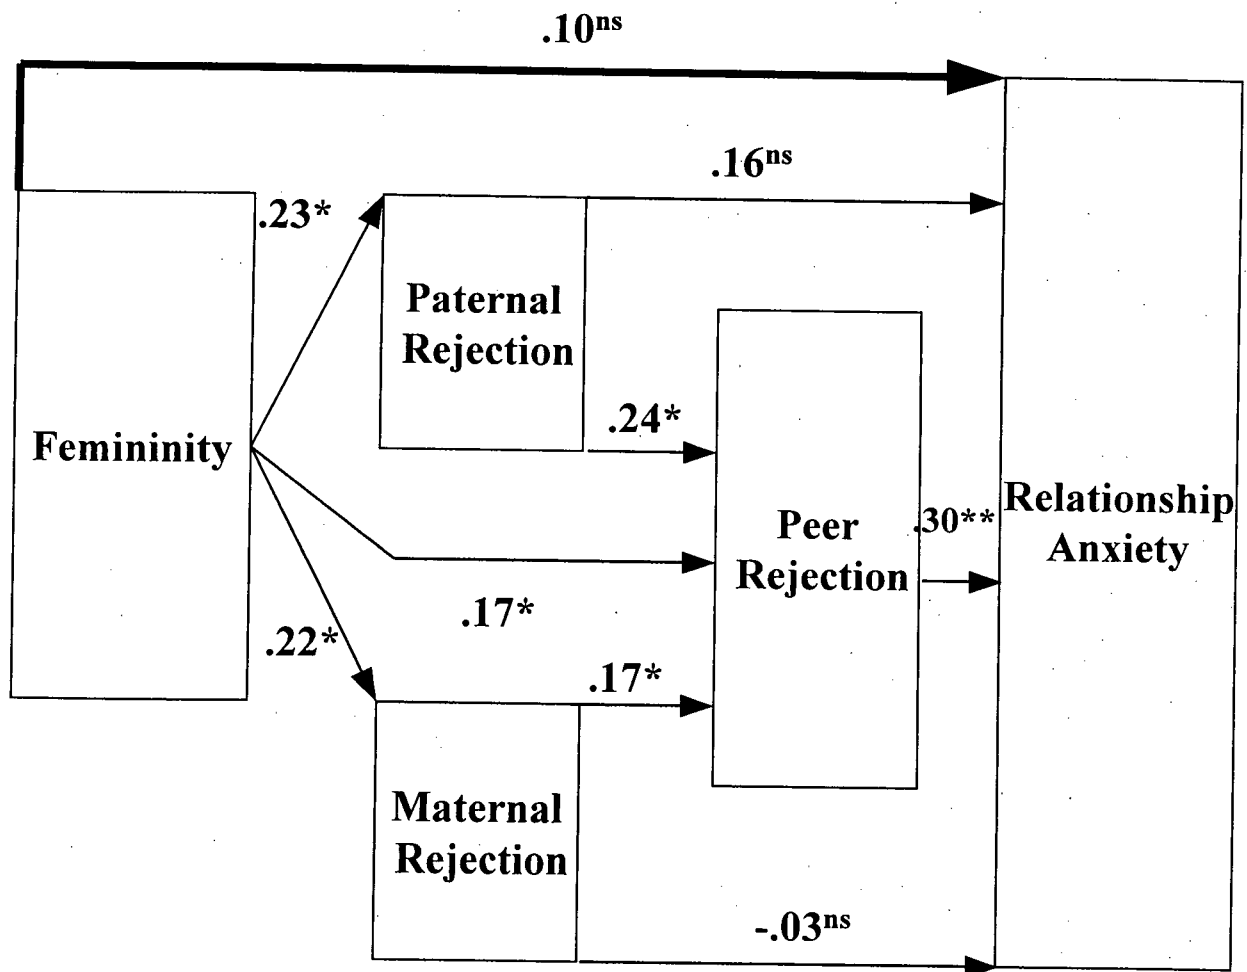 .10ns
.16ns
.23*
Paternal
Rejection
.24*
Femininity
Peer
Rejection
.30**
Relationship
Anxiety
.17*
.22*
.17*
Maternal
Rejection
-.03ns